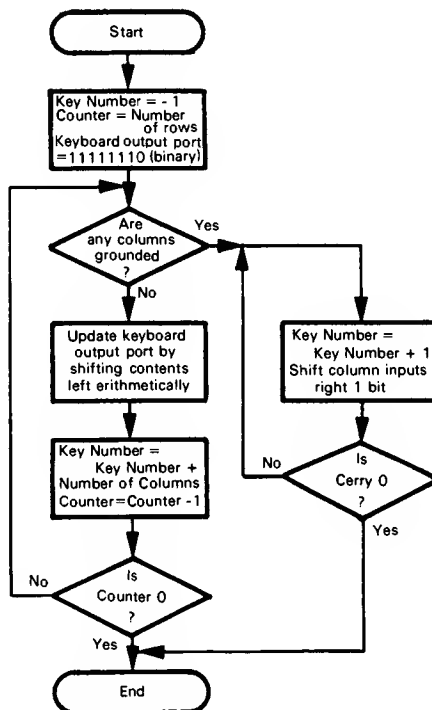 Start
Key Number = - 1
Counter = Number
of rows
Keyboard output port
=11111110 (binary)
Are
any columns
grounded
?
Yes
No
Update keyboard
output port by
shifting contents
left erithmetically
Key Number =
Key Number +
Number of Columns
Counter=Counter -1
Is
Counter 0
?
No
Yes
End
Key Number =
Key Number + 1
Shift column inputs
right 1 bit
Is
Cerry 0
?
No
Yes